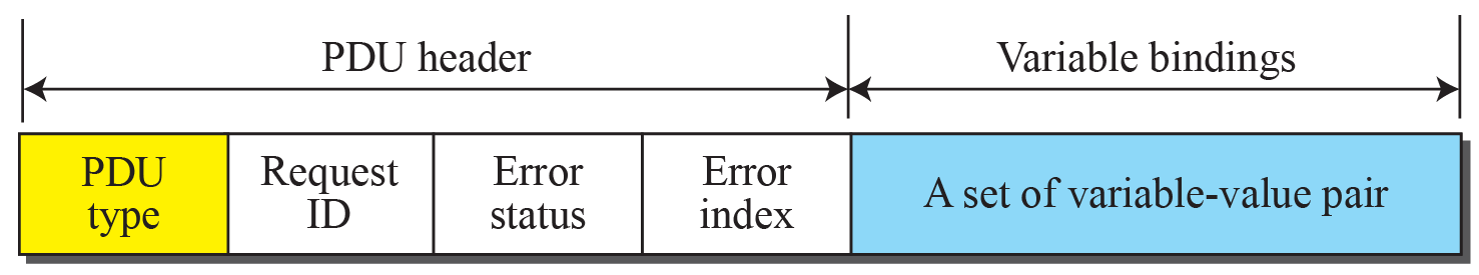 PDU header
Variable bindings
PDU
type
Request
ID
Error
status
Error
index
A set of variable-value pair